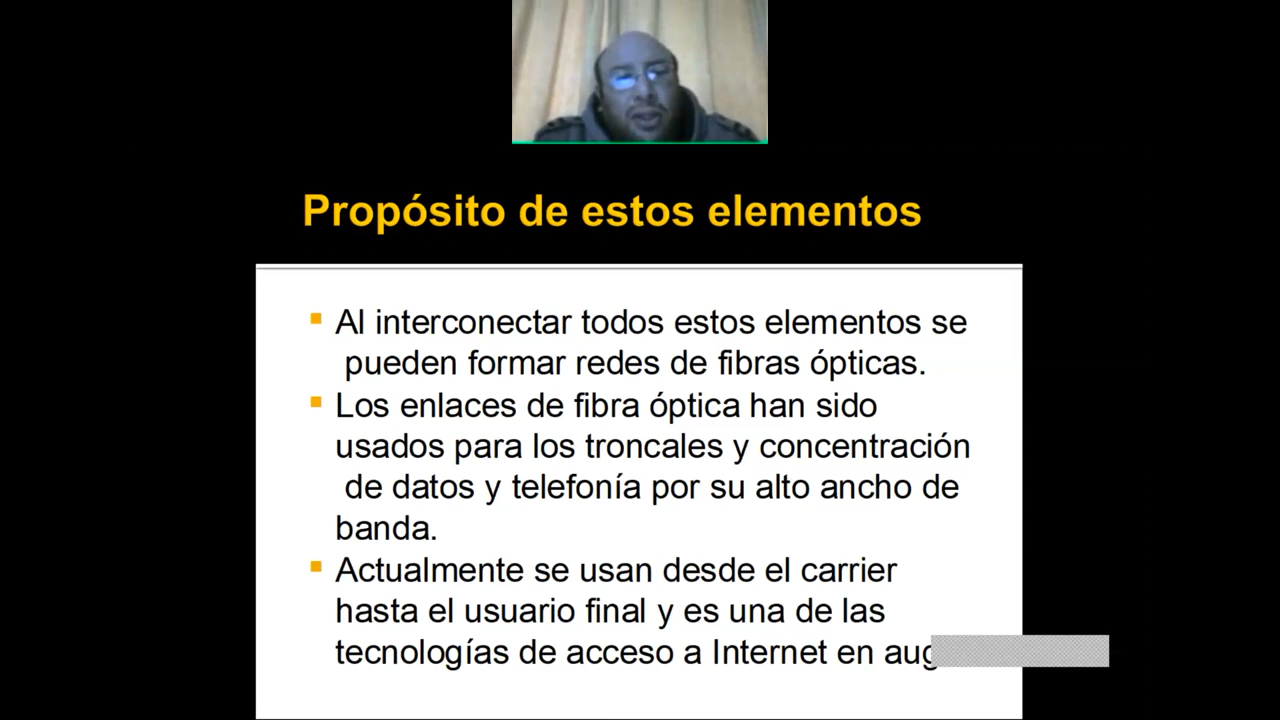 Propósito de estos elementos
Al interconectar todos estos elementos se
pueden formar redes de fibras ópticas.
Los enlaces de fibra óptica han sido
usados para los troncales y concentración
de datos y telefonía por su alto ancho de
banda.
Actualmente se usan desde el carrier
hasta el usuario final y es una de las
tecnologías de acceso a Internet en